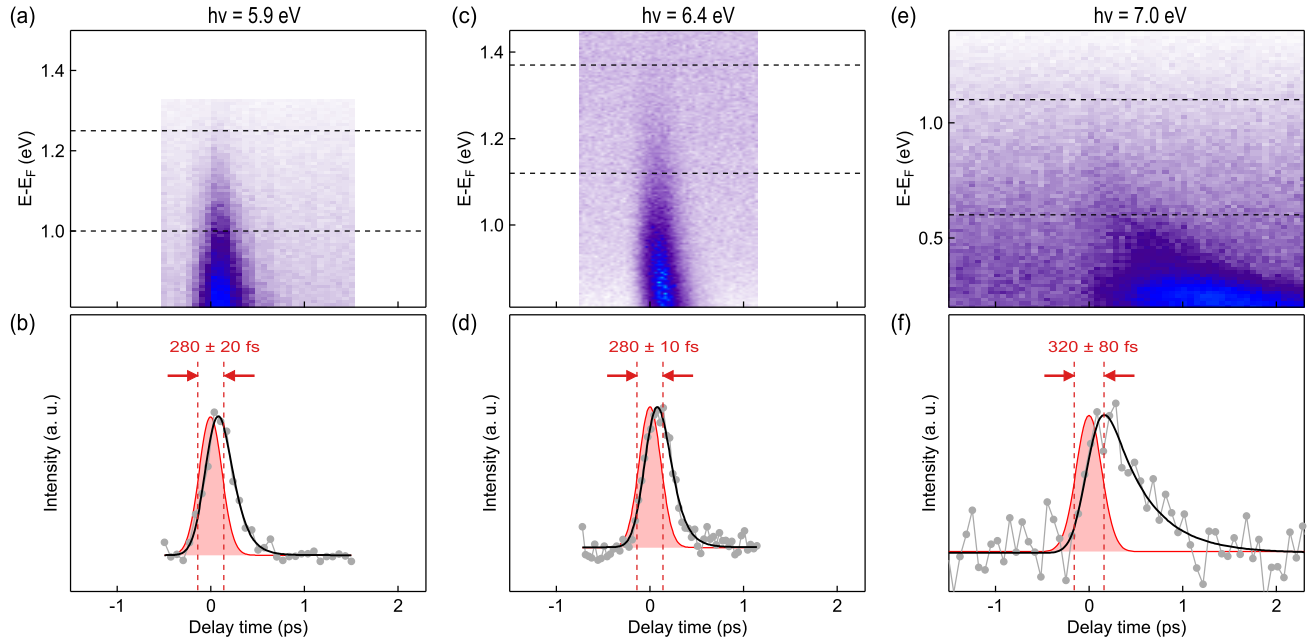 (a)
hν = 5.9 eV
1.4
1.2
1.0
E-EF (eV)
(b)
280 ± 20 fs
Intensity (a. u.)
-1
0
1
2
Delay time (ps)
(c)
hν = 6.4 eV
1.4
1.2
1.0
E-EF (eV)
(d)
280 ± 10 fs
Intensity (a. u.)
-1
0
1
2
Delay time (ps)
(e)
hν = 7.0 eV
1.0
0.5
E-EF (eV)
(f)
320 ± 80 fs
Intensity (a. u.)
-1
0
1
2
Delay time (ps)